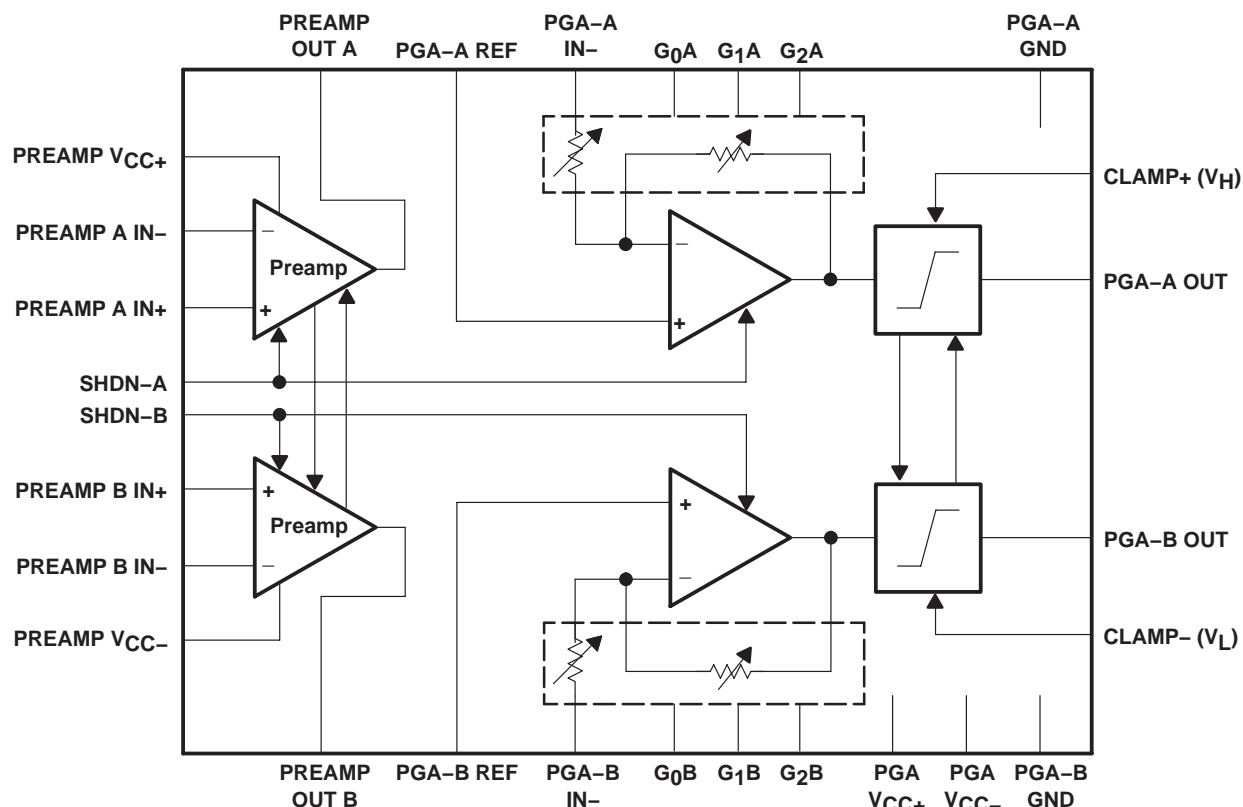 PREAMP
OUT A
PGA−A REF
PGA−A
IN−
G0A
G1A
G2A
PGA−A
GND
PREAMP VCC+
PREAMP A IN−
PREAMP A IN+
SHDN−A
SHDN−B
PREAMP B IN+
PREAMP B IN−
PREAMP VCC−
−
Preamp
+
+
Preamp
−
−
+
+
−
CLAMP+ (VH)
PGA−A OUT
PGA−B OUT
CLAMP− (VL)
PREAMP
OUT B
PGA−B REF
PGA−B
IN−
G0B
G1B
G2B
PGA
VCC+
PGA
VCC−
PGA−B
GND